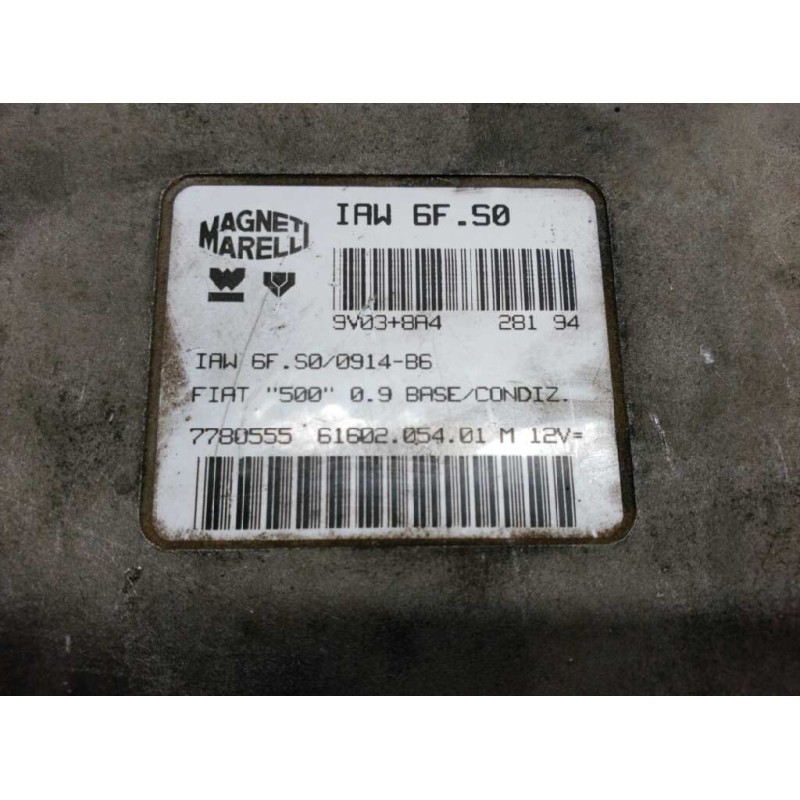 MAGNETI
MARELLI
IAW 6F.S0
9V03+8A4 281 94
IAW 6F.S0/0914-B6
FIAT "500" 0.9 BASE/CONDIZ.
7780555 61602.054.01 M 12V=